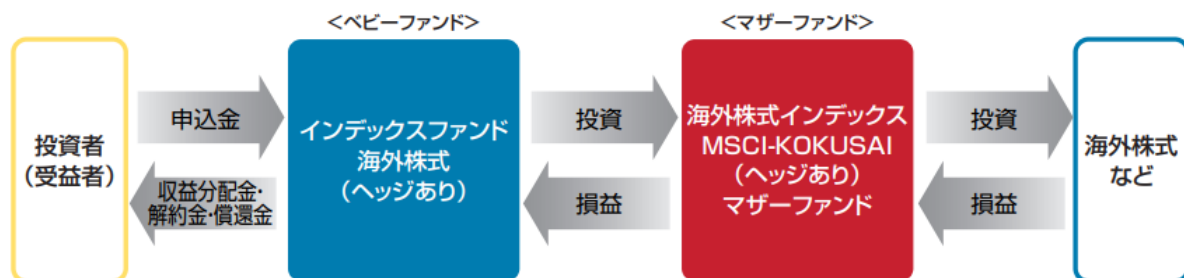 <ベビーファンド>
<マザーファンド>
投資者
(受益者)
申込金
収益分配金・
解約金・償還金
インデックスファンド
海外株式
(ヘッジあり)
投資
損益
海外株式インデックス
MSCI-KOKUSAI
(ヘッジあり)
マザーファンド
投資
損益
海外株式
など